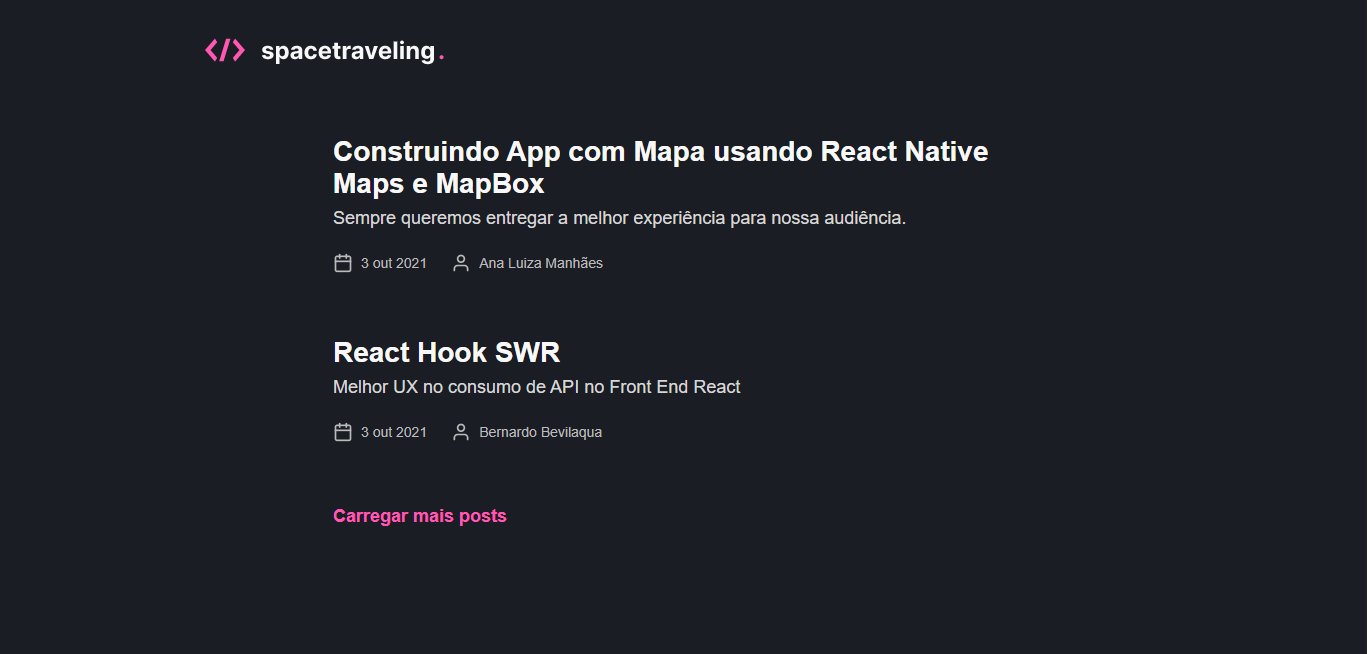 </> spacetraveling.
Construindo App com Mapa usando React Native
Maps e MapBox
Sempre queremos entregar a melhor experiência para nossa audiência.
3 out 2021 Ana Luiza Manhães
React Hook SWR
Melhor UX no consumo de API no Front End React
3 out 2021 Bernardo Bevilaqua
Carregar mais posts